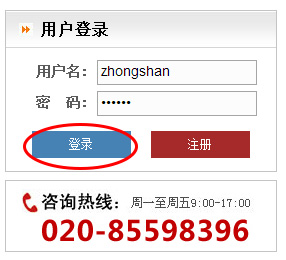 用户登录
用户名: zhongshan
密 码: ••••••
登录 注册
咨询热线: 周一至周五9:00-17:00
020-85598396